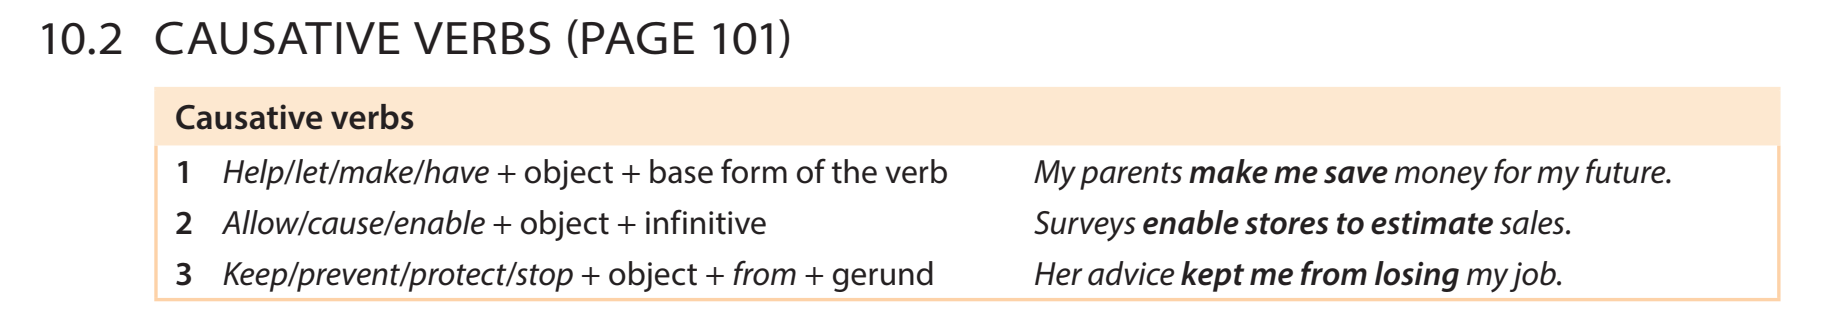 10.2 CAUSATIVE VERBS (PAGE 101)
Causative verbs
1 Help/let/make/have + object + base form of the verb My parents make me save money for my future.
2 Allow/cause/enable + object + infinitive Surveys enable stores to estimate sales.
3 Keep/prevent/protect/stop + object + from + gerund Her advice kept me from losing my job.